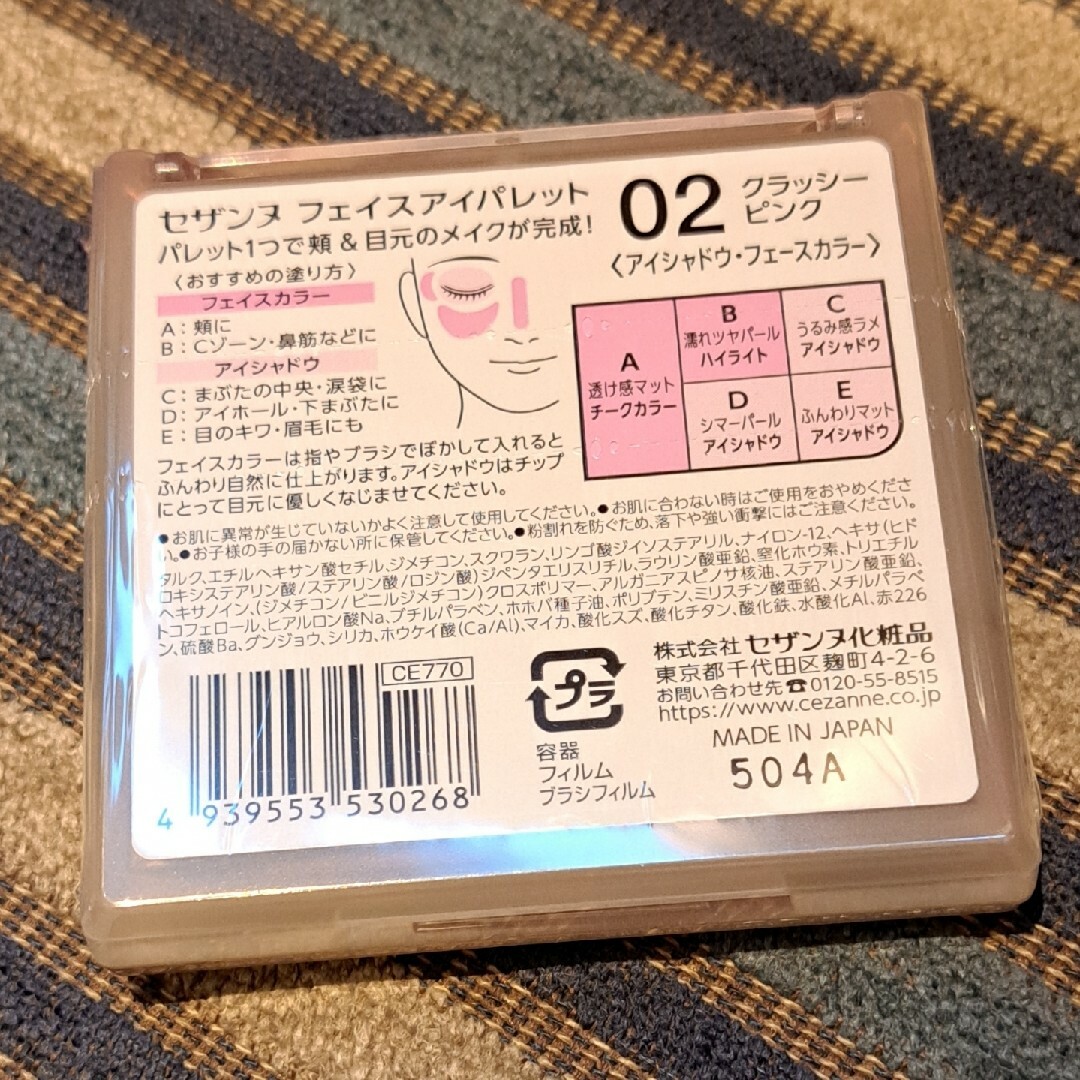 セザンヌ フェイスアイパレット
パレット1つで頬 & 目元のメイクが完成!
02 クラッシー
ピンク
〈アイシャドウ・フェースカラー〉
〈おすすめの塗り方〉
フェイスカラー
A：頬に
B：Cゾーン・鼻筋などに
アイシャドウ
C：まぶたの中央・涙袋に
D：アイホール・下まぶたに
E：目のキワ・眉毛にも
A
透け感マット
チークカラー
B
濡れツヤパール
ハイライト
C
うるみ感ラメ
アイシャドウ
D
シマーパール
アイシャドウ
E
ふんわりマット
アイシャドウ
フェイスカラーは指やブラシでぼかして入れると
ふんわり自然に仕上がります。アイシャドウはチップ
にとって目元に優しくなじませてください。
●お肌に異常が生じていないかよく注意して使用してください。●お肌に合わない時はご使用をおやめくださ
い。●お子様の手の届かない所に保管してください。●粉割れを防ぐため、落下や強い衝撃にはご注意ください。
タルク、エチルヘキサン酸セチル、ジメチコン、スクワラン、リンゴ酸ジイソステアリル、ナイロン-12、ヘキサ(ヒド
ロキシステアリン酸/ステアリン酸/ロジン酸)ジペンタエリスリチル、ラウリン酸亜鉛、窒化ホウ素、トリエチル
ヘキサノイン、(ジメチコン/ビニルジメチコン)クロスポリマー、アルガニアスピノサ核油、ステアリン酸亜鉛、
トコフェロール、ヒアルロン酸Na、ブチルパラベン、ホホバ種子油、ポリブテン、ミリスチン酸亜鉛、メチルパラベ
ン、硫酸Ba、グンジョウ、シリカ、ホウケイ酸(Ca/Al)、マイカ、酸化スズ、酸化チタン、酸化鉄、水酸化Al、赤226
CE770
4 939553 530268
プラ
容器
フィルム
ブラシフィルム
株式会社 セザンヌ化粧品
東京都千代田区麹町4-2-6
お問い合わせ先☎0120-55-8515
https://www.cezanne.co.jp
MADE IN JAPAN
504A